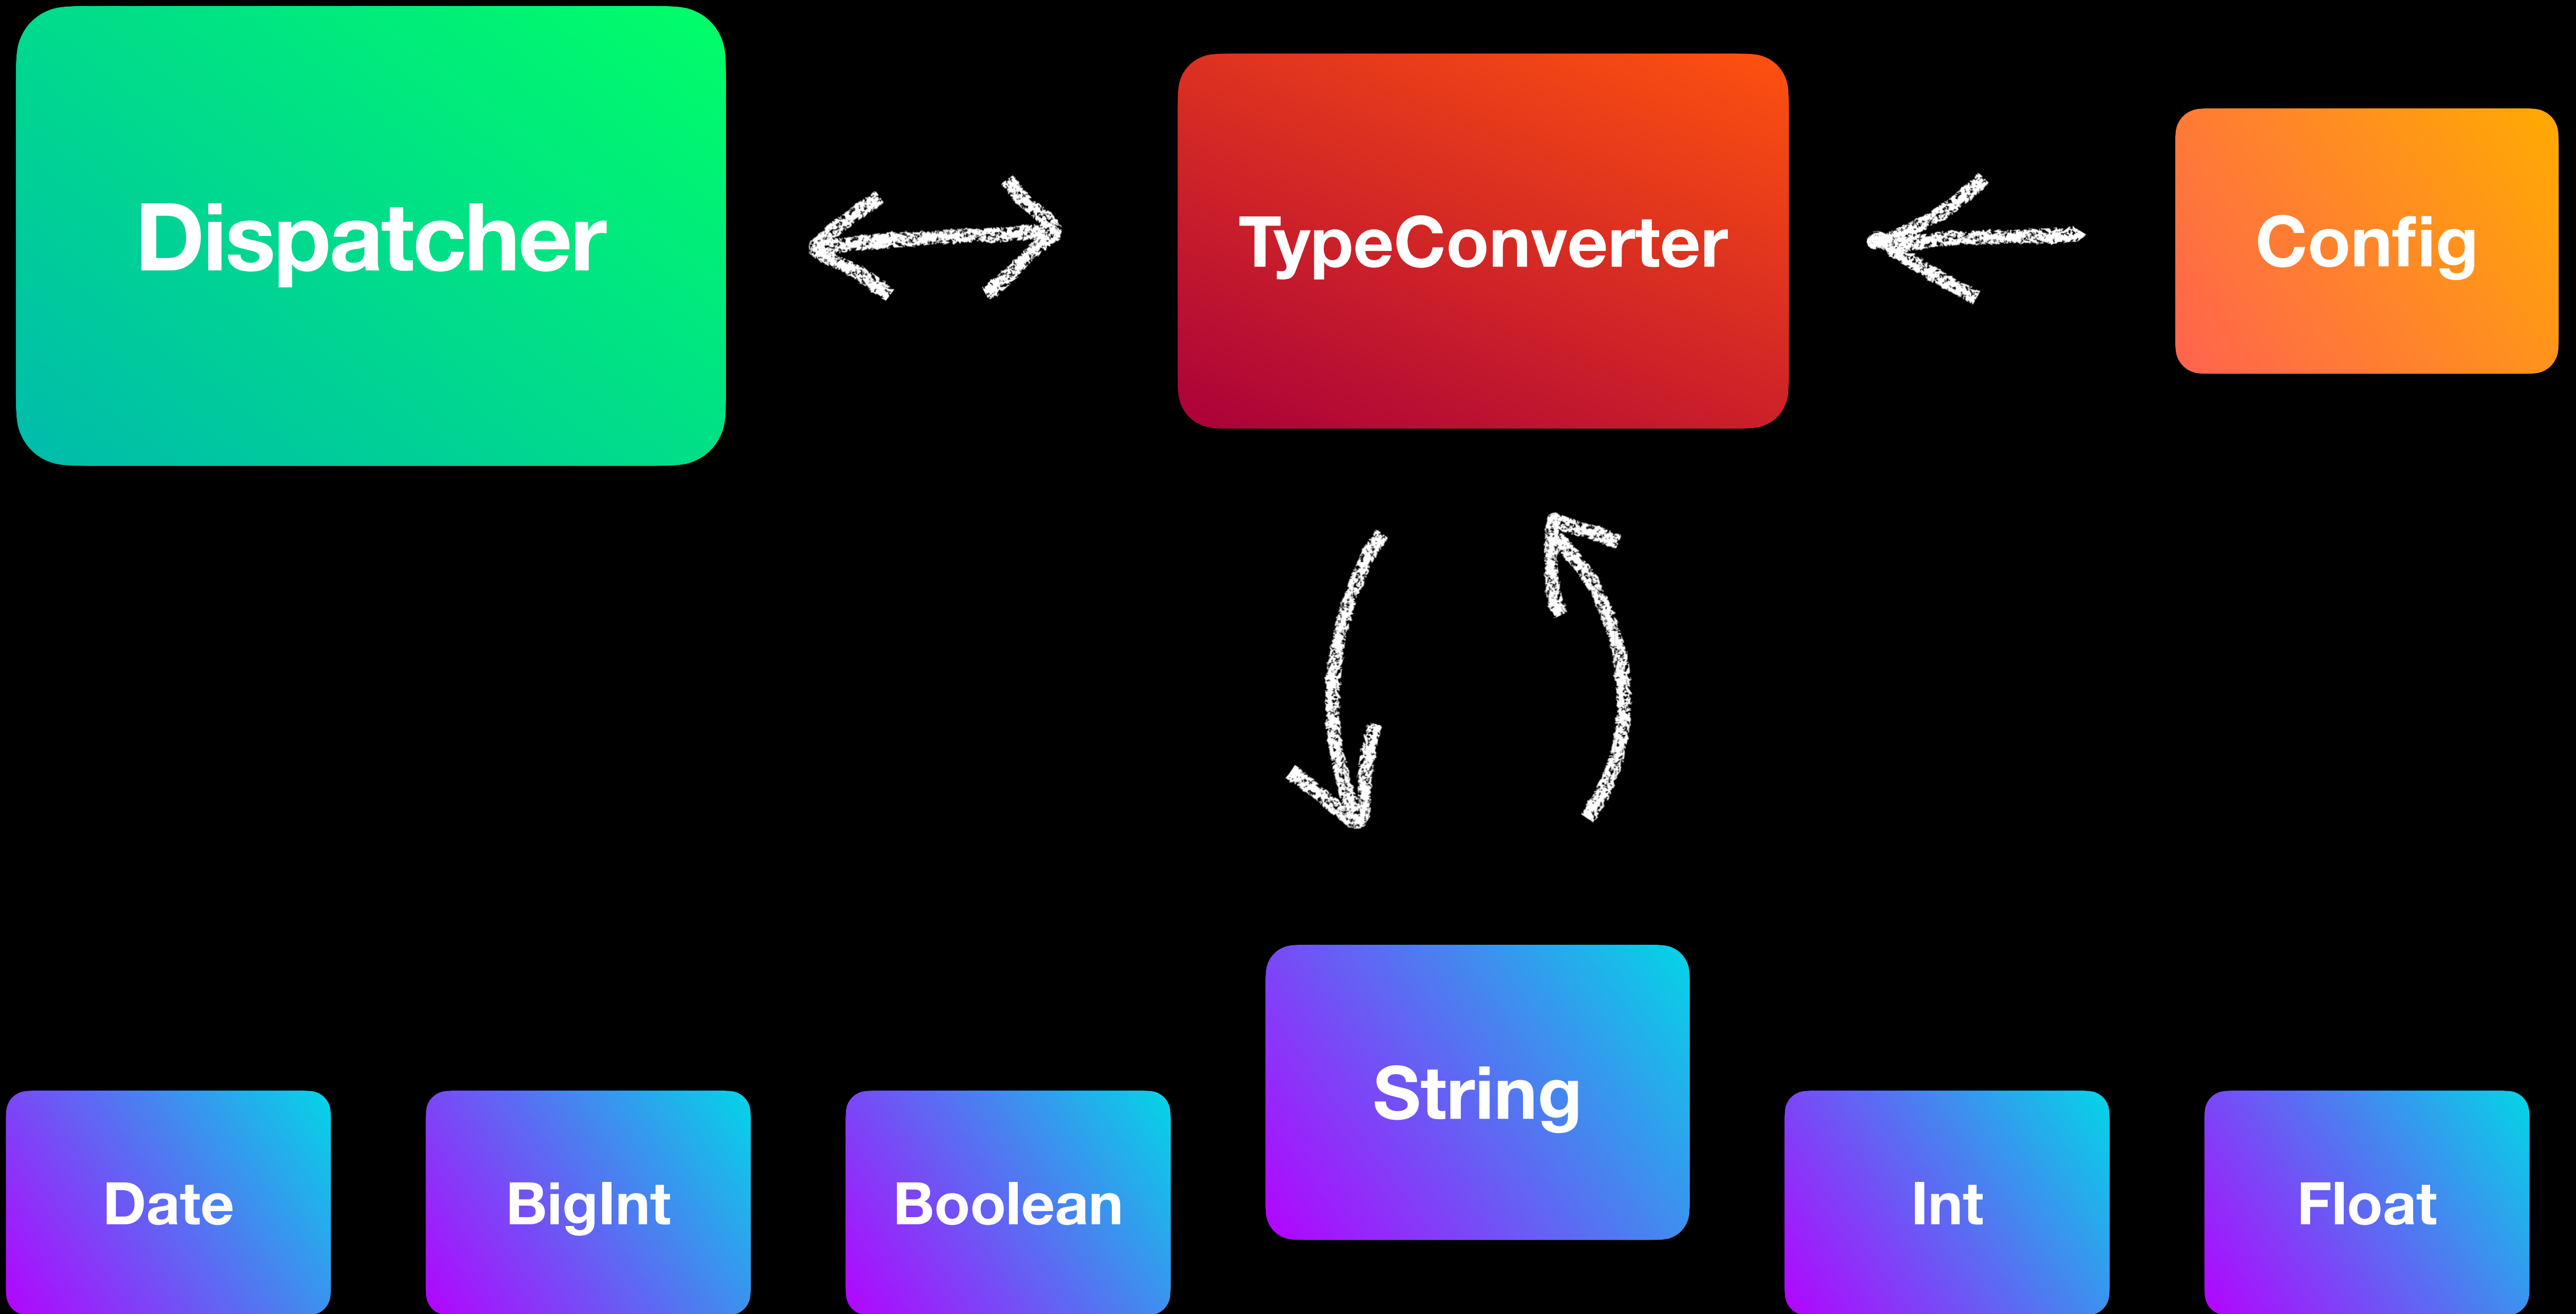 Dispatcher
TypeConverter
Config
String
Date
BigInt
Boolean
Int
Float